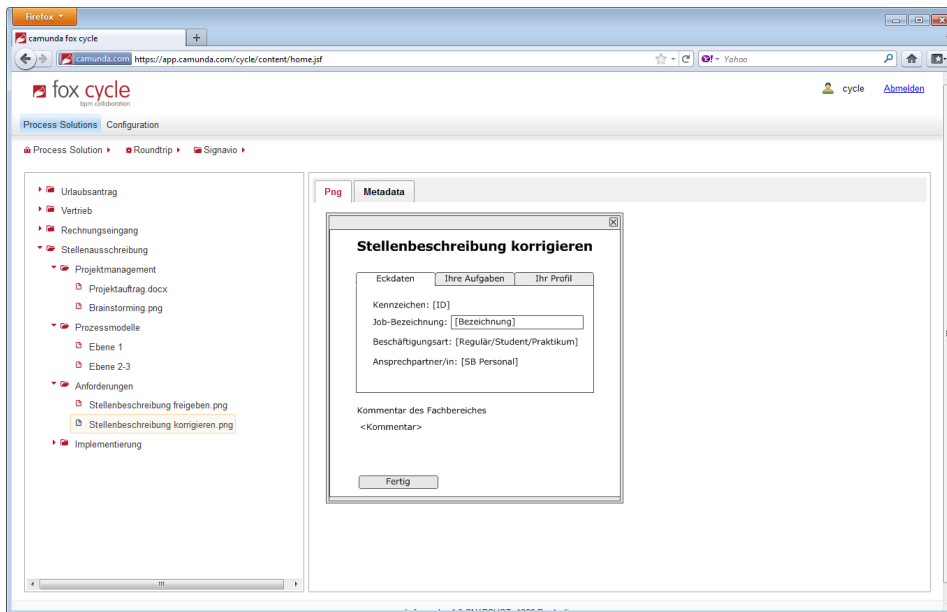 Firefox
camunda fox cycle
+
camunda.com https://app.camunda.com/cycle/content/home.jsf
Yahoo
fox cycle
bpm collaboration
cycle Abmelden
Process Solutions Configuration
Process Solution Roundtrip Signavio
Urlaubsantrag
Vertrieb
Rechnungseingang
Stellenausschreibung
Projektmanagement
Projektauftrag.docx
Brainstorming.png
Prozessmodelle
Ebene 1
Ebene 2-3
Anforderungen
Stellenbeschreibung freigeben.png
Stellenbeschreibung korrigieren.png
Implementierung
Png Metadata
Stellenbeschreibung korrigieren
Eckdaten Ihre Aufgaben Ihr Profil
Kennzeichen: [ID]
Job-Bezeichnung: [Bezeichnung]
Beschäftigungsart: [Regulär/Student/Praktikum]
Ansprechpartner/in: [SB Personal]
Kommentar des Fachbereiches
<Kommentar>
Fertig